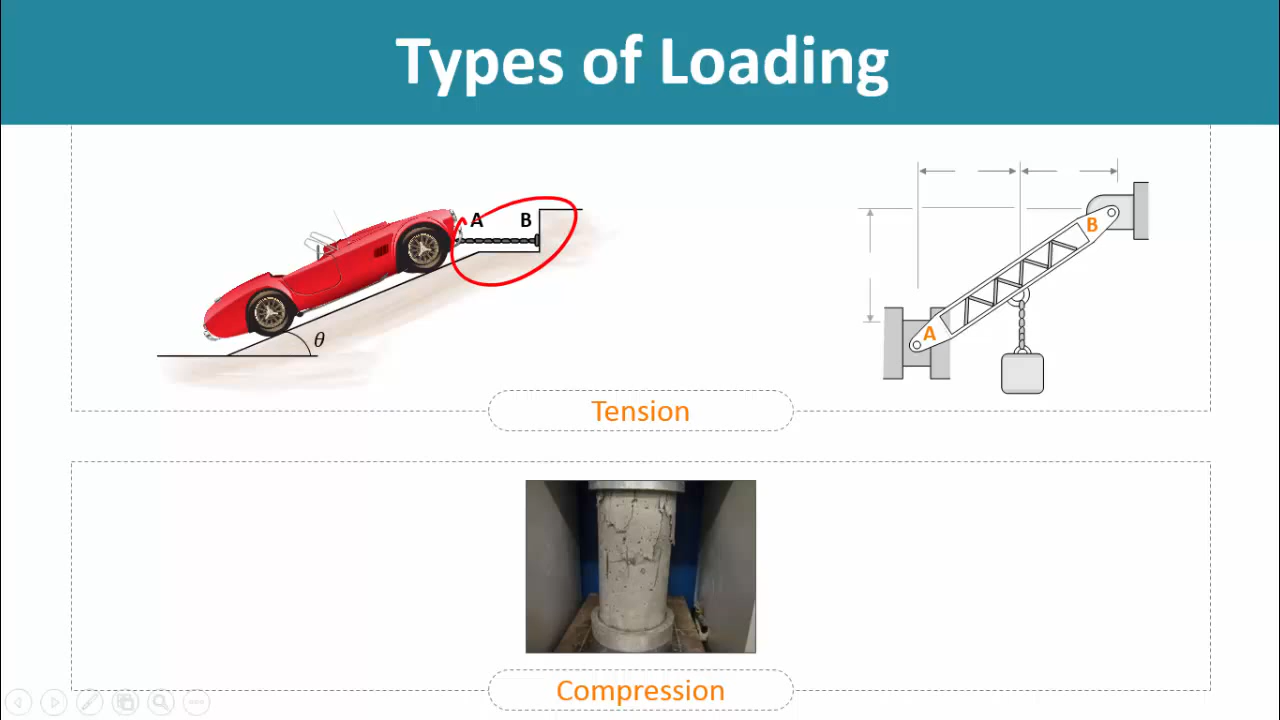 Types of Loading
A B
θ
B
A
Tension
Compression